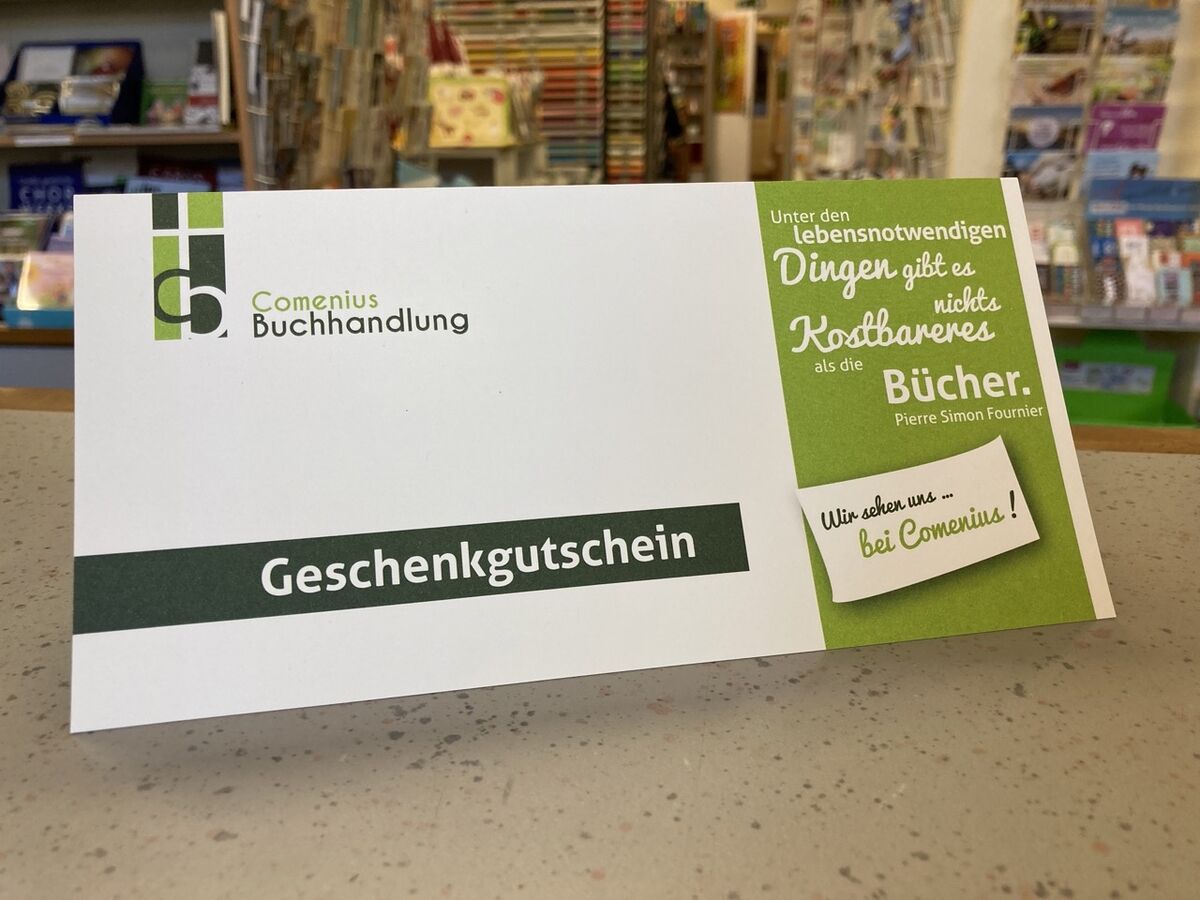 cb
Comenius
Buchhandlung
Geschenkgutschein
Unter den
lebensnotwendigen
Dingen gibt es
nichts
Kostbareres
als die
Bücher.
Pierre Simon Fournier
Wir sehen uns ...
bei Comenius!